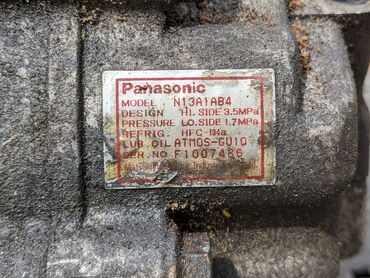 Panasonic
MODEL N13A1AB4
DESIGN HI.SIDE 3.5MPa
PRESSURE LO.SIDE 1.7MPa
REFRIG. HFC-134a
LUB.OIL ATMOS-GU10
SER.NO F1007486